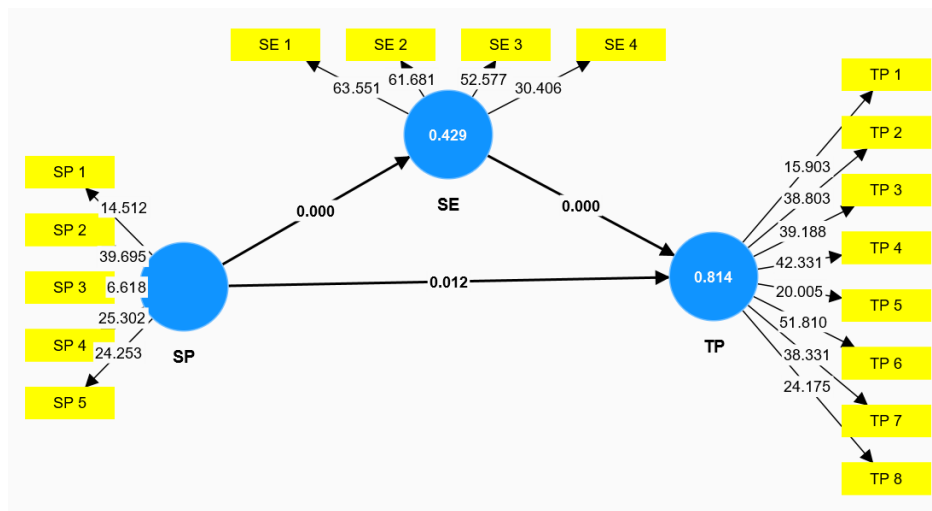 SE 1
SE 2
SE 3
SE 4
63.551
61.681
52.577
30.406
0.429
SE
SP 1
SP 2
SP 3
SP 4
SP 5
14.512
39.695
6.618
25.302
24.253
SP
0.000
0.000
0.012
0.814
TP
15.903
38.803
39.188
42.331
20.005
51.810
38.331
24.175
TP 1
TP 2
TP 3
TP 4
TP 5
TP 6
TP 7
TP 8